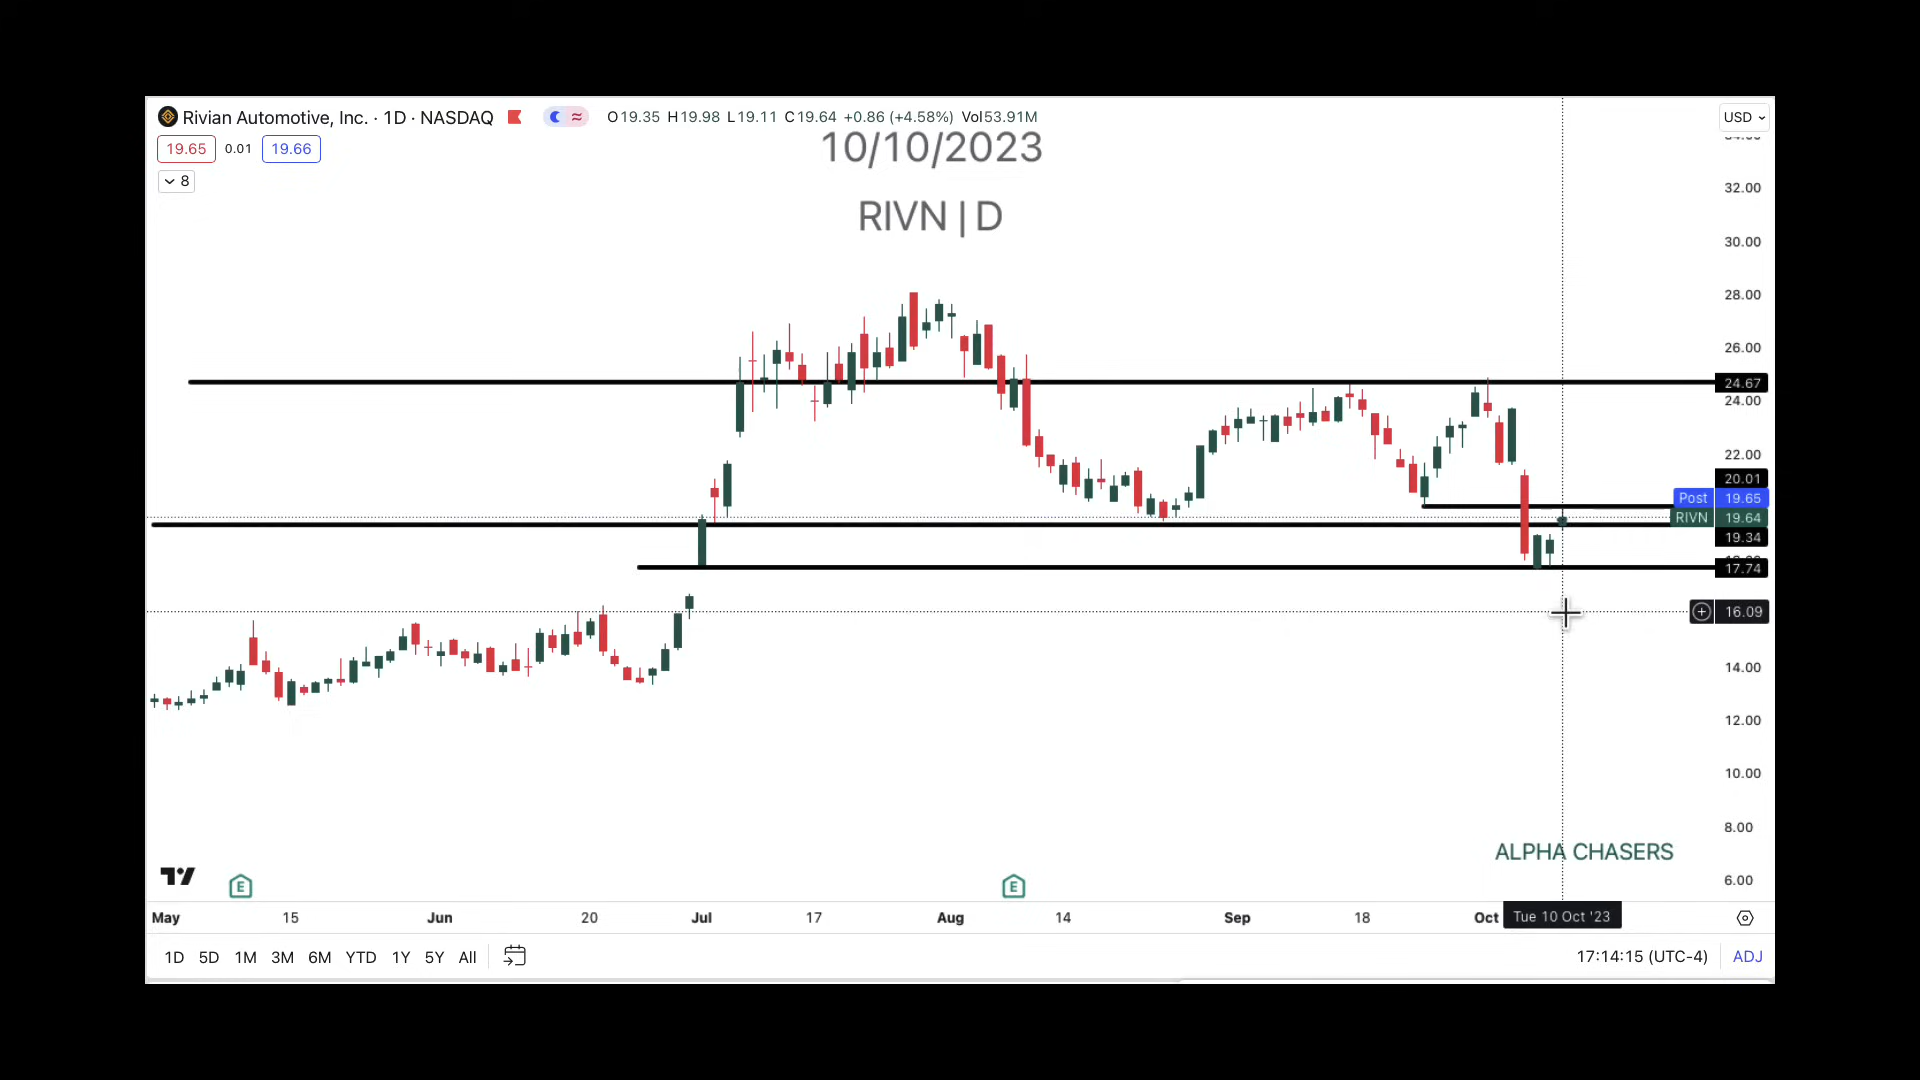 Rivian Automotive, Inc. · 1D · NASDAQ
O19.35 H19.98 L19.11 C19.64 +0.86 (+4.58%) Vol53.91M
USD
19.65 0.01 19.66
8
10/10/2023
RIVN | D
32.00
30.00
28.00
26.00
24.67
24.00
22.00
20.01
Post 19.65
RIVN 19.64
19.34
17.74
16.09
14.00
12.00
10.00
8.00
6.00
ALPHA CHASERS
E
E
May 15 Jun 20 Jul 17 Aug 14 Sep 18 Oct Tue 10 Oct '23
1D 5D 1M 3M 6M YTD 1Y 5Y All
17:14:15 (UTC-4) ADJ